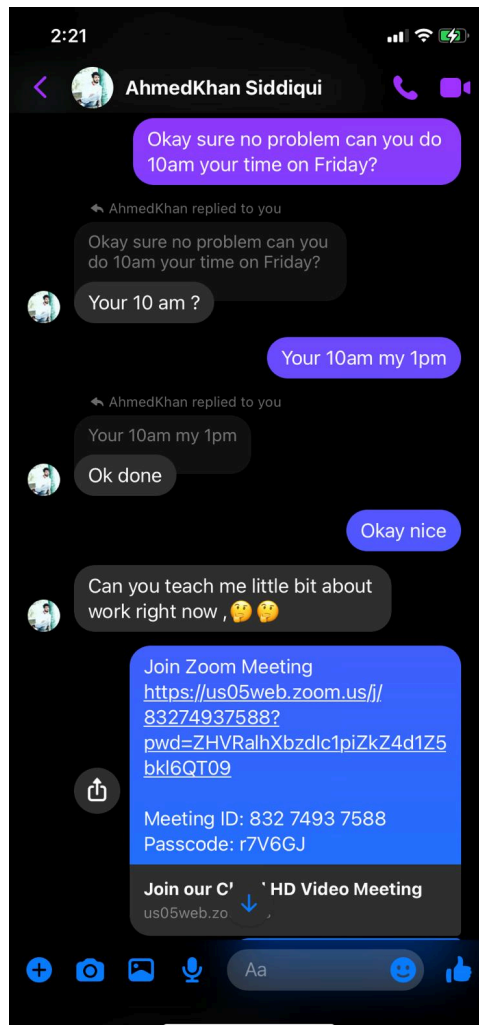 2:21
AhmedKhan Siddiqui
Okay sure no problem can you do
10am your time on Friday?
AhmedKhan replied to you
Okay sure no problem can you
do 10am your time on Friday?
Your 10 am ?
Your 10am my 1pm
AhmedKhan replied to you
Your 10am my 1pm
Ok done
Okay nice
Can you teach me little bit about
work right now ,🤔🤔
Join Zoom Meeting
https://us05web.zoom.us/j/
83274937588?
pwd=ZHVRalhXbzdlc1piZkZ4d1Z5
bkl6QT09
Meeting ID: 832 7493 7588
Passcode: r7V6GJ
Join our HD Video Meeting
Aa